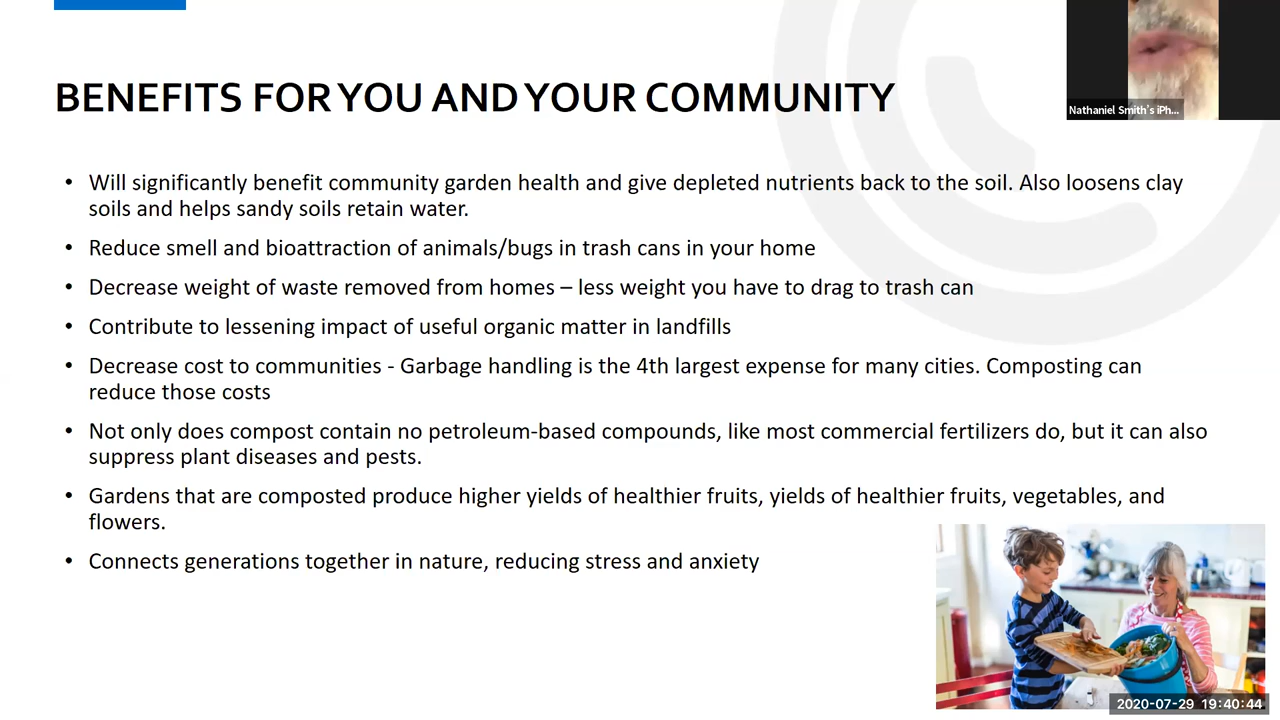 BENEFITS FOR YOU AND YOUR COMMUNITY
Nathaniel Smith's iPh...
• Will significantly benefit community garden health and give depleted nutrients back to the soil. Also loosens clay
soils and helps sandy soils retain water.
• Reduce smell and bioattraction of animals/bugs in trash cans in your home
• Decrease weight of waste removed from homes – less weight you have to drag to trash can
• Contribute to lessening impact of useful organic matter in landfills
• Decrease cost to communities - Garbage handling is the 4th largest expense for many cities. Composting can
reduce those costs
• Not only does compost contain no petroleum-based compounds, like most commercial fertilizers do, but it can also
suppress plant diseases and pests.
• Gardens that are composted produce higher yields of healthier fruits, yields of healthier fruits, vegetables, and
flowers.
• Connects generations together in nature, reducing stress and anxiety
2020-07-29 19:40:44